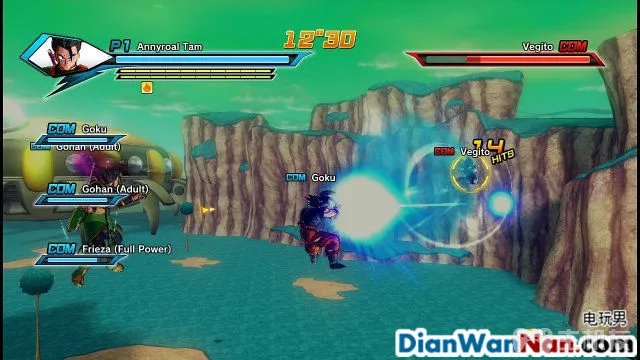 P1 Annyroal Tam
12"30
Vegito COM
COM Goku
COM Gohan (Adult)
COM Gohan (Adult)
COM Frieza (Full Power)
COM Goku
COM Vegito
14
HITS
电玩男
DianWanNan.com